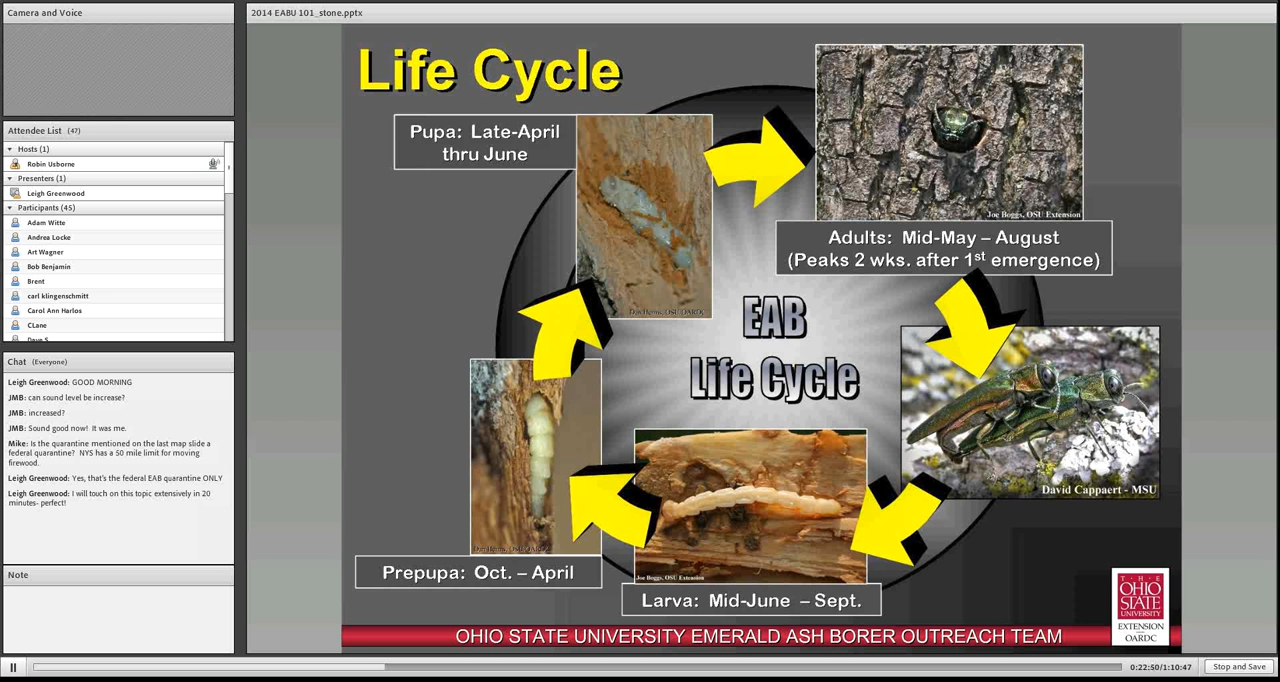 Camera and Voice
Attendee List (47)
Hosts (1)
Robin Usborne
Presenters (1)
Leigh Greenwood
Participants (45)
Adam Witte
Andrea Locke
Art Wagner
Bob Benjamin
Brent
carl klingenschmitt
Carol Ann Harlos
CLane
Chat (Everyone)
Leigh Greenwood: GOOD MORNING
JMB: can sound level be increase?
JMB: increased?
JMB: Sound good now! It was me.
Mike: Is the quarantine mentioned on the last map slide a
federal quarantine? NYS has a 50 mile limit for moving
firewood.
Leigh Greenwood: Yes, that's the federal EAB quarantine ONLY
Leigh Greenwood: I will touch on this topic extensively in 20
minutes- perfect!
Note
2014 EABU 101_stone.pptx
Life Cycle
Pupa: Late-April
thru June
Joe Boggs, OSU Extension
Adults: Mid-May – August
(Peaks 2 wks. after 1st emergence)
EAB
Life Cycle
David Cappaert - MSU
Joe Boggs, OSU Extension
Prepupa: Oct. – April
Larva: Mid-June – Sept.
T·H·E
OHIO
STATE
UNIVERSITY
EXTENSION
OARDC
OHIO STATE UNIVERSITY EMERALD ASH BORER OUTREACH TEAM
0:22:50/1:10:47
Stop and Save